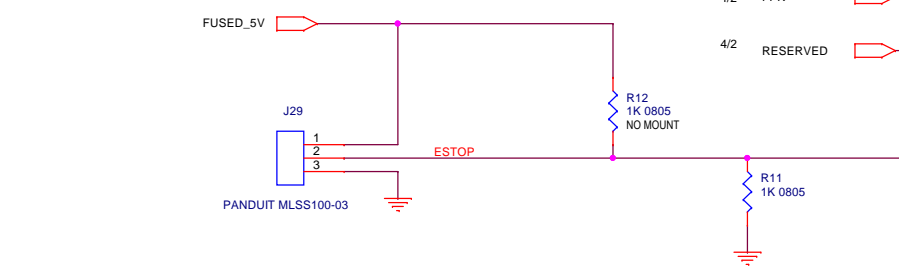 FUSED_5V
4/2
RESERVED
J29
1
2
3
ESTOP
PANDUIT MLSS100-03
R12
1K 0805
NO MOUNT
R11
1K 0805